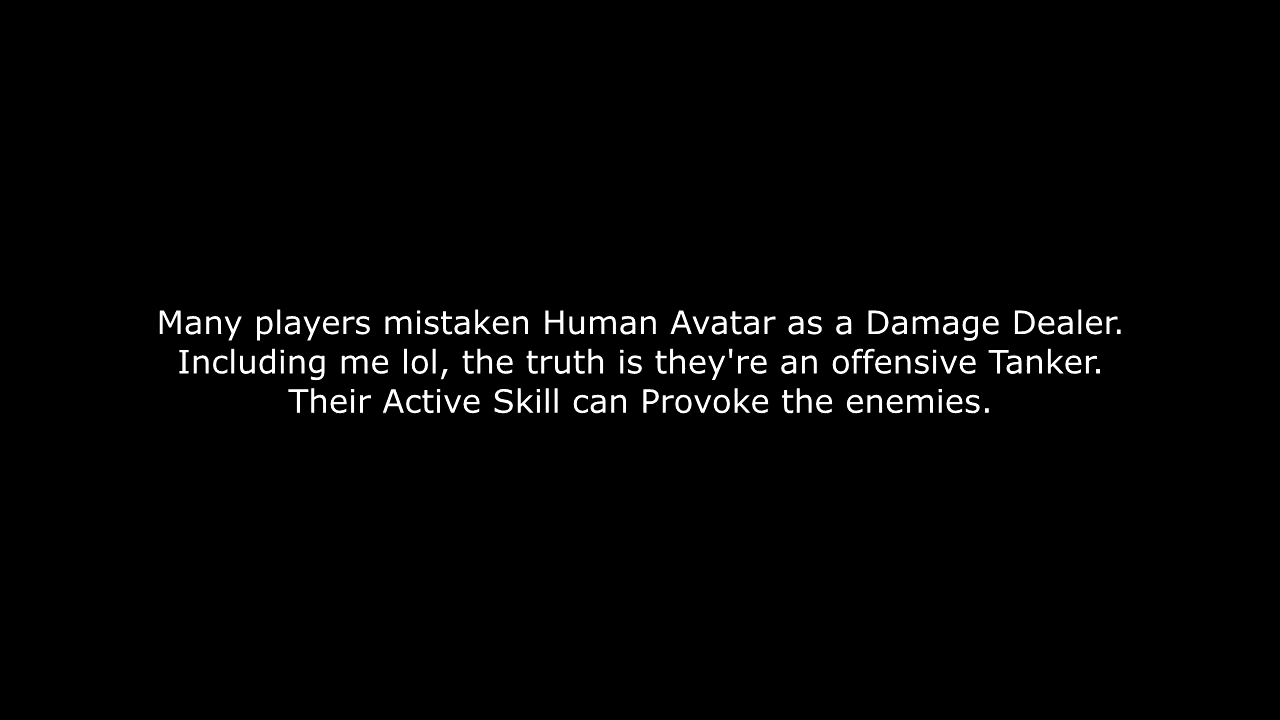 Many players mistaken Human Avatar as a Damage Dealer.
Including me lol, the truth is they're an offensive Tanker.
Their Active Skill can Provoke the enemies.